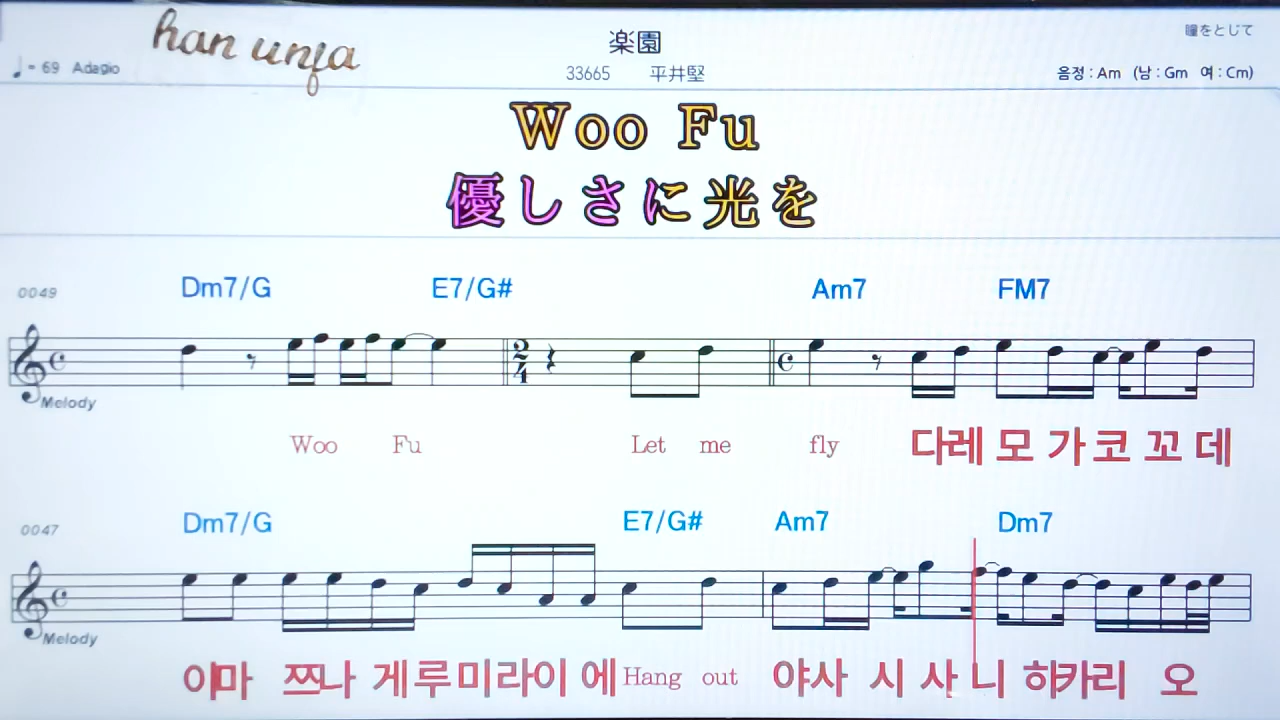 han unja
楽園
瞳をとじて
♩= 69 Adagio
33665 平井堅
음정 : Am (남 : Gm 여 : Cm)
Woo Fu
優しさに光を
0049 Dm7/G E7/G# Am7 FM7
2/4
Melody
Woo Fu Let me fly 다레 모 가 코 꼬 데
0047 Dm7/G E7/G# Am7 Dm7
Melody
이마 쯔나 게 루 미 라이 에 Hang out 야사 시 사 니 히카리 오